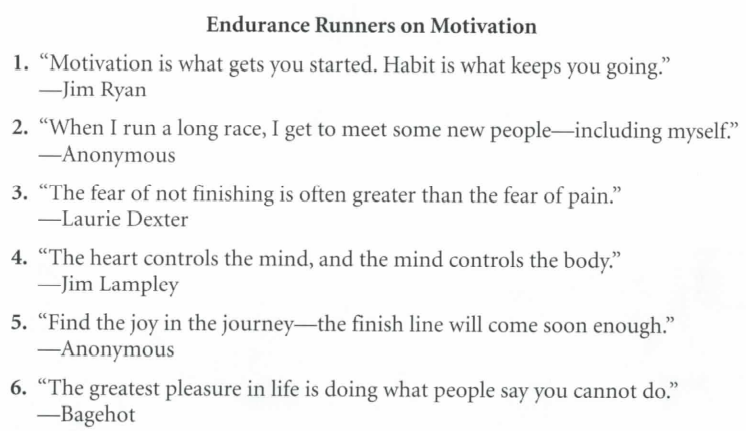 Endurance Runners on Motivation
1. “Motivation is what gets you started. Habit is what keeps you going.”
—Jim Ryan
2. “When I run a long race, I get to meet some new people—including myself.”
—Anonymous
3. “The fear of not finishing is often greater than the fear of pain.”
—Laurie Dexter
4. “The heart controls the mind, and the mind controls the body.”
—Jim Lampley
5. “Find the joy in the journey—the finish line will come soon enough.”
—Anonymous
6. “The greatest pleasure in life is doing what people say you cannot do.”
—Bagehot